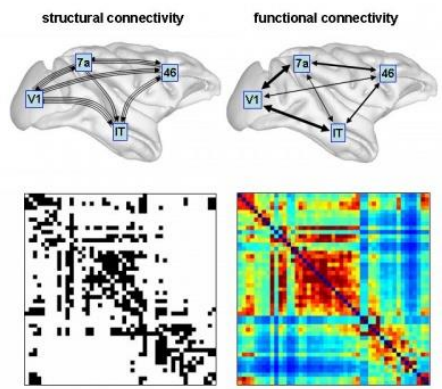 structural connectivity
functional connectivity
7a
46
V1
IT
7a
46
V1
IT